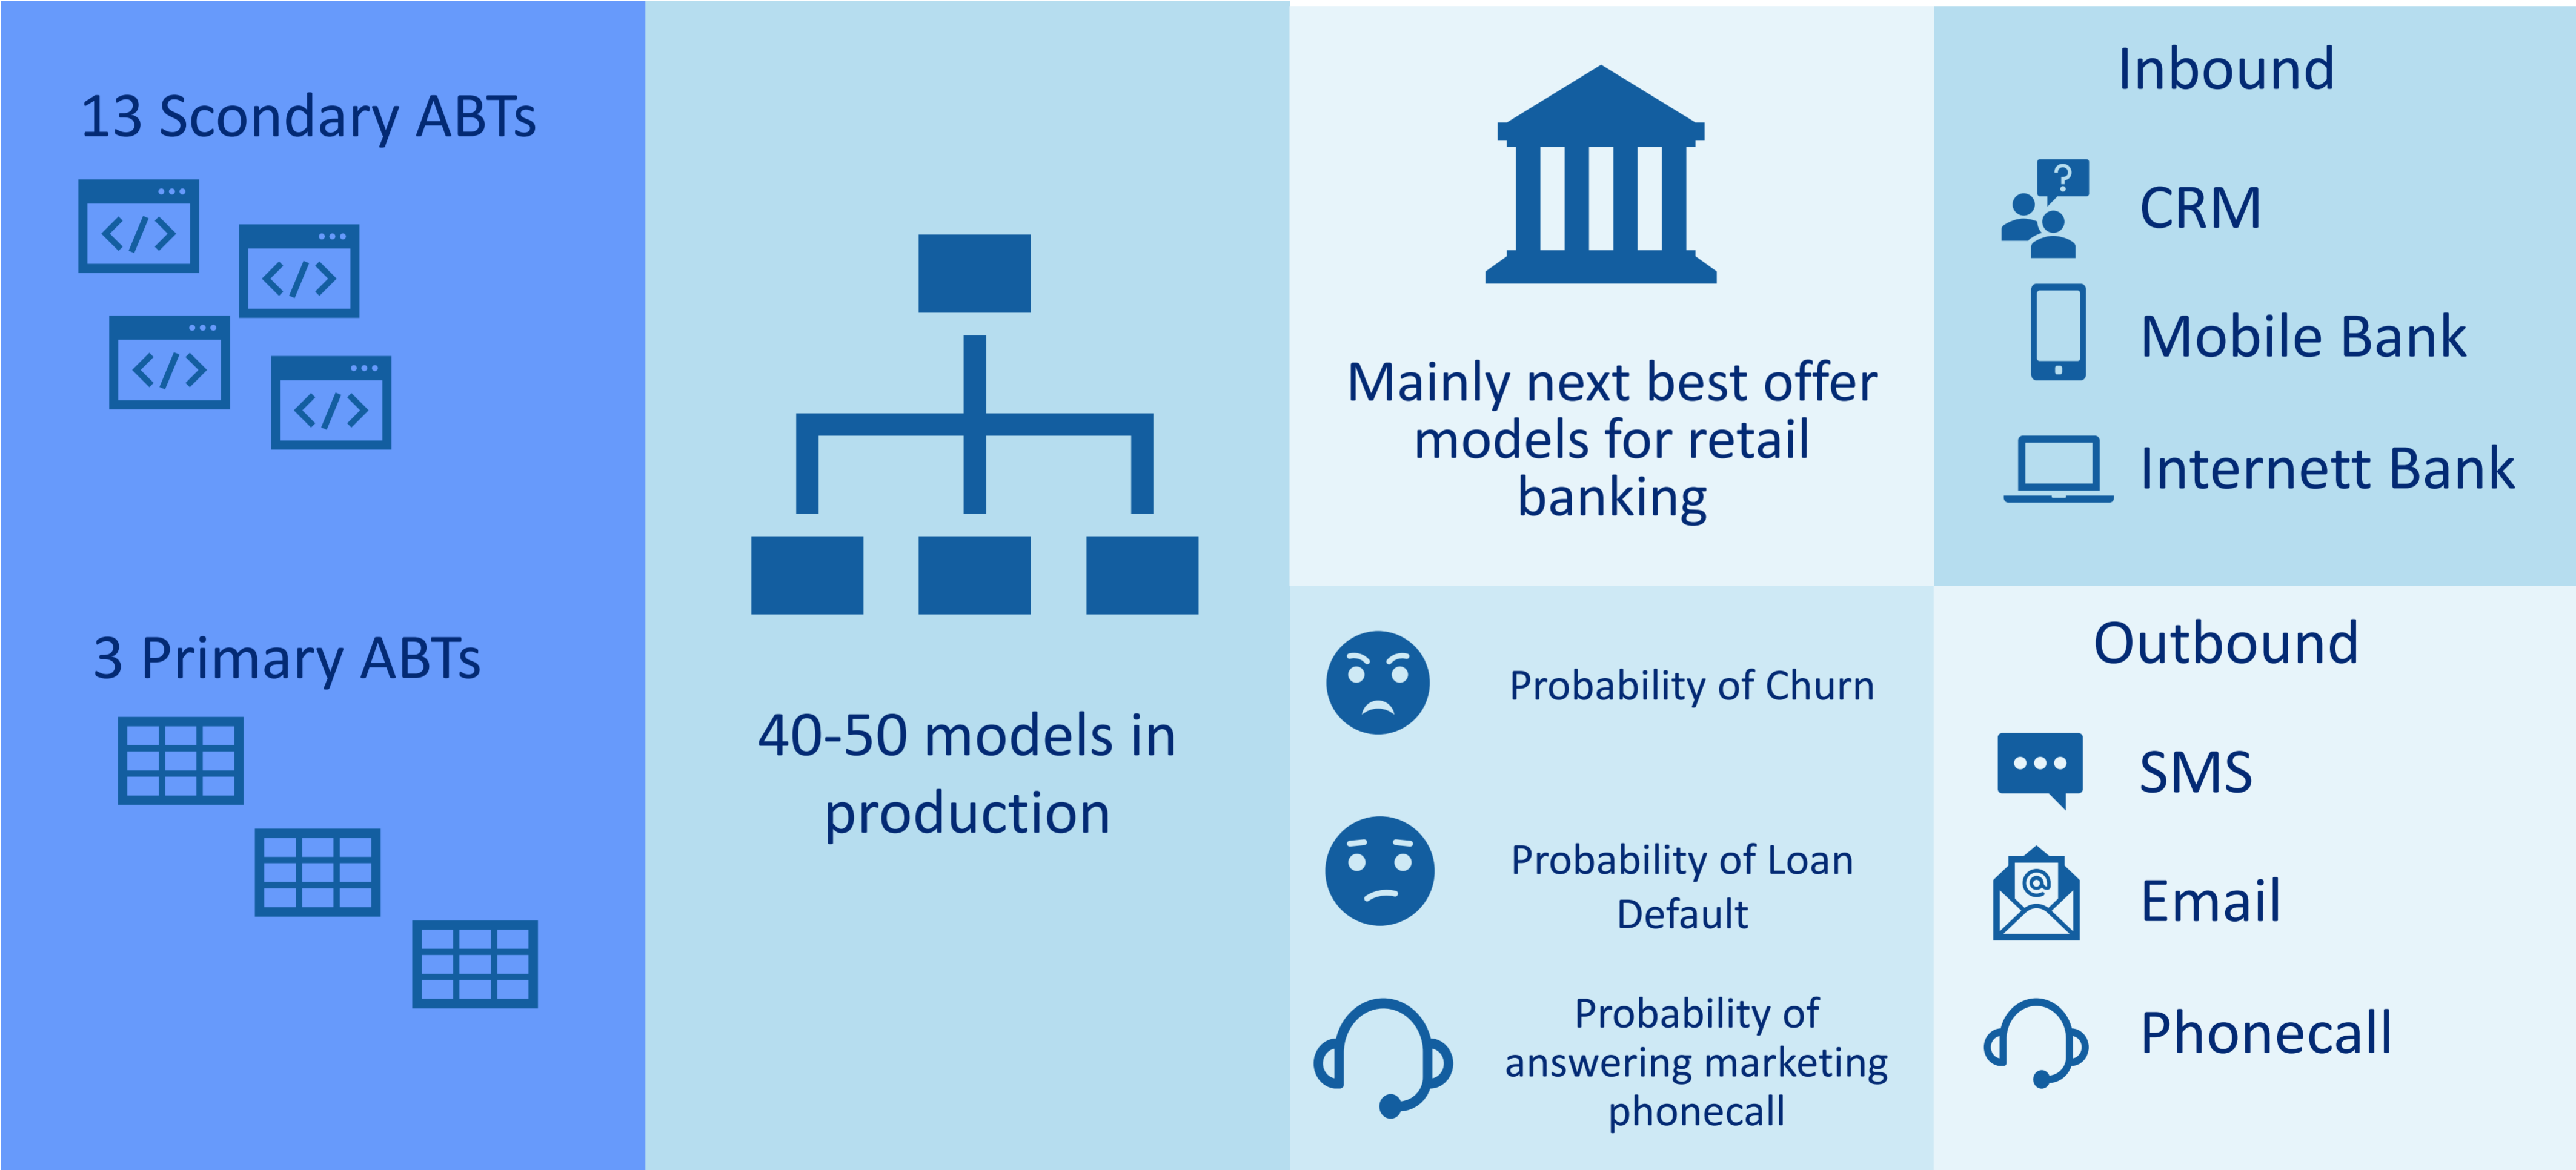 13 Scondary ABTs
3 Primary ABTs
40-50 models in
production
Mainly next best offer
models for retail
banking
Probability of Churn
Probability of Loan
Default
Probability of
answering marketing
phonecall
Inbound
?
CRM
Mobile Bank
Internett Bank
Outbound
SMS
@
Email
Phonecall